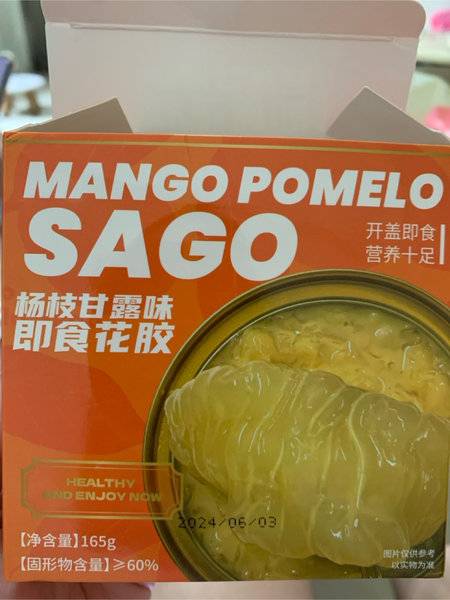 MANGO POMELO
SAGO
开盖即食
营养十足
杨枝甘露味
即食花胶
HEALTHY
AND ENJOY NOW
2024/06/03
【净含量】165g
【固形物含量】≥60%
图片仅供参考
以实物为准